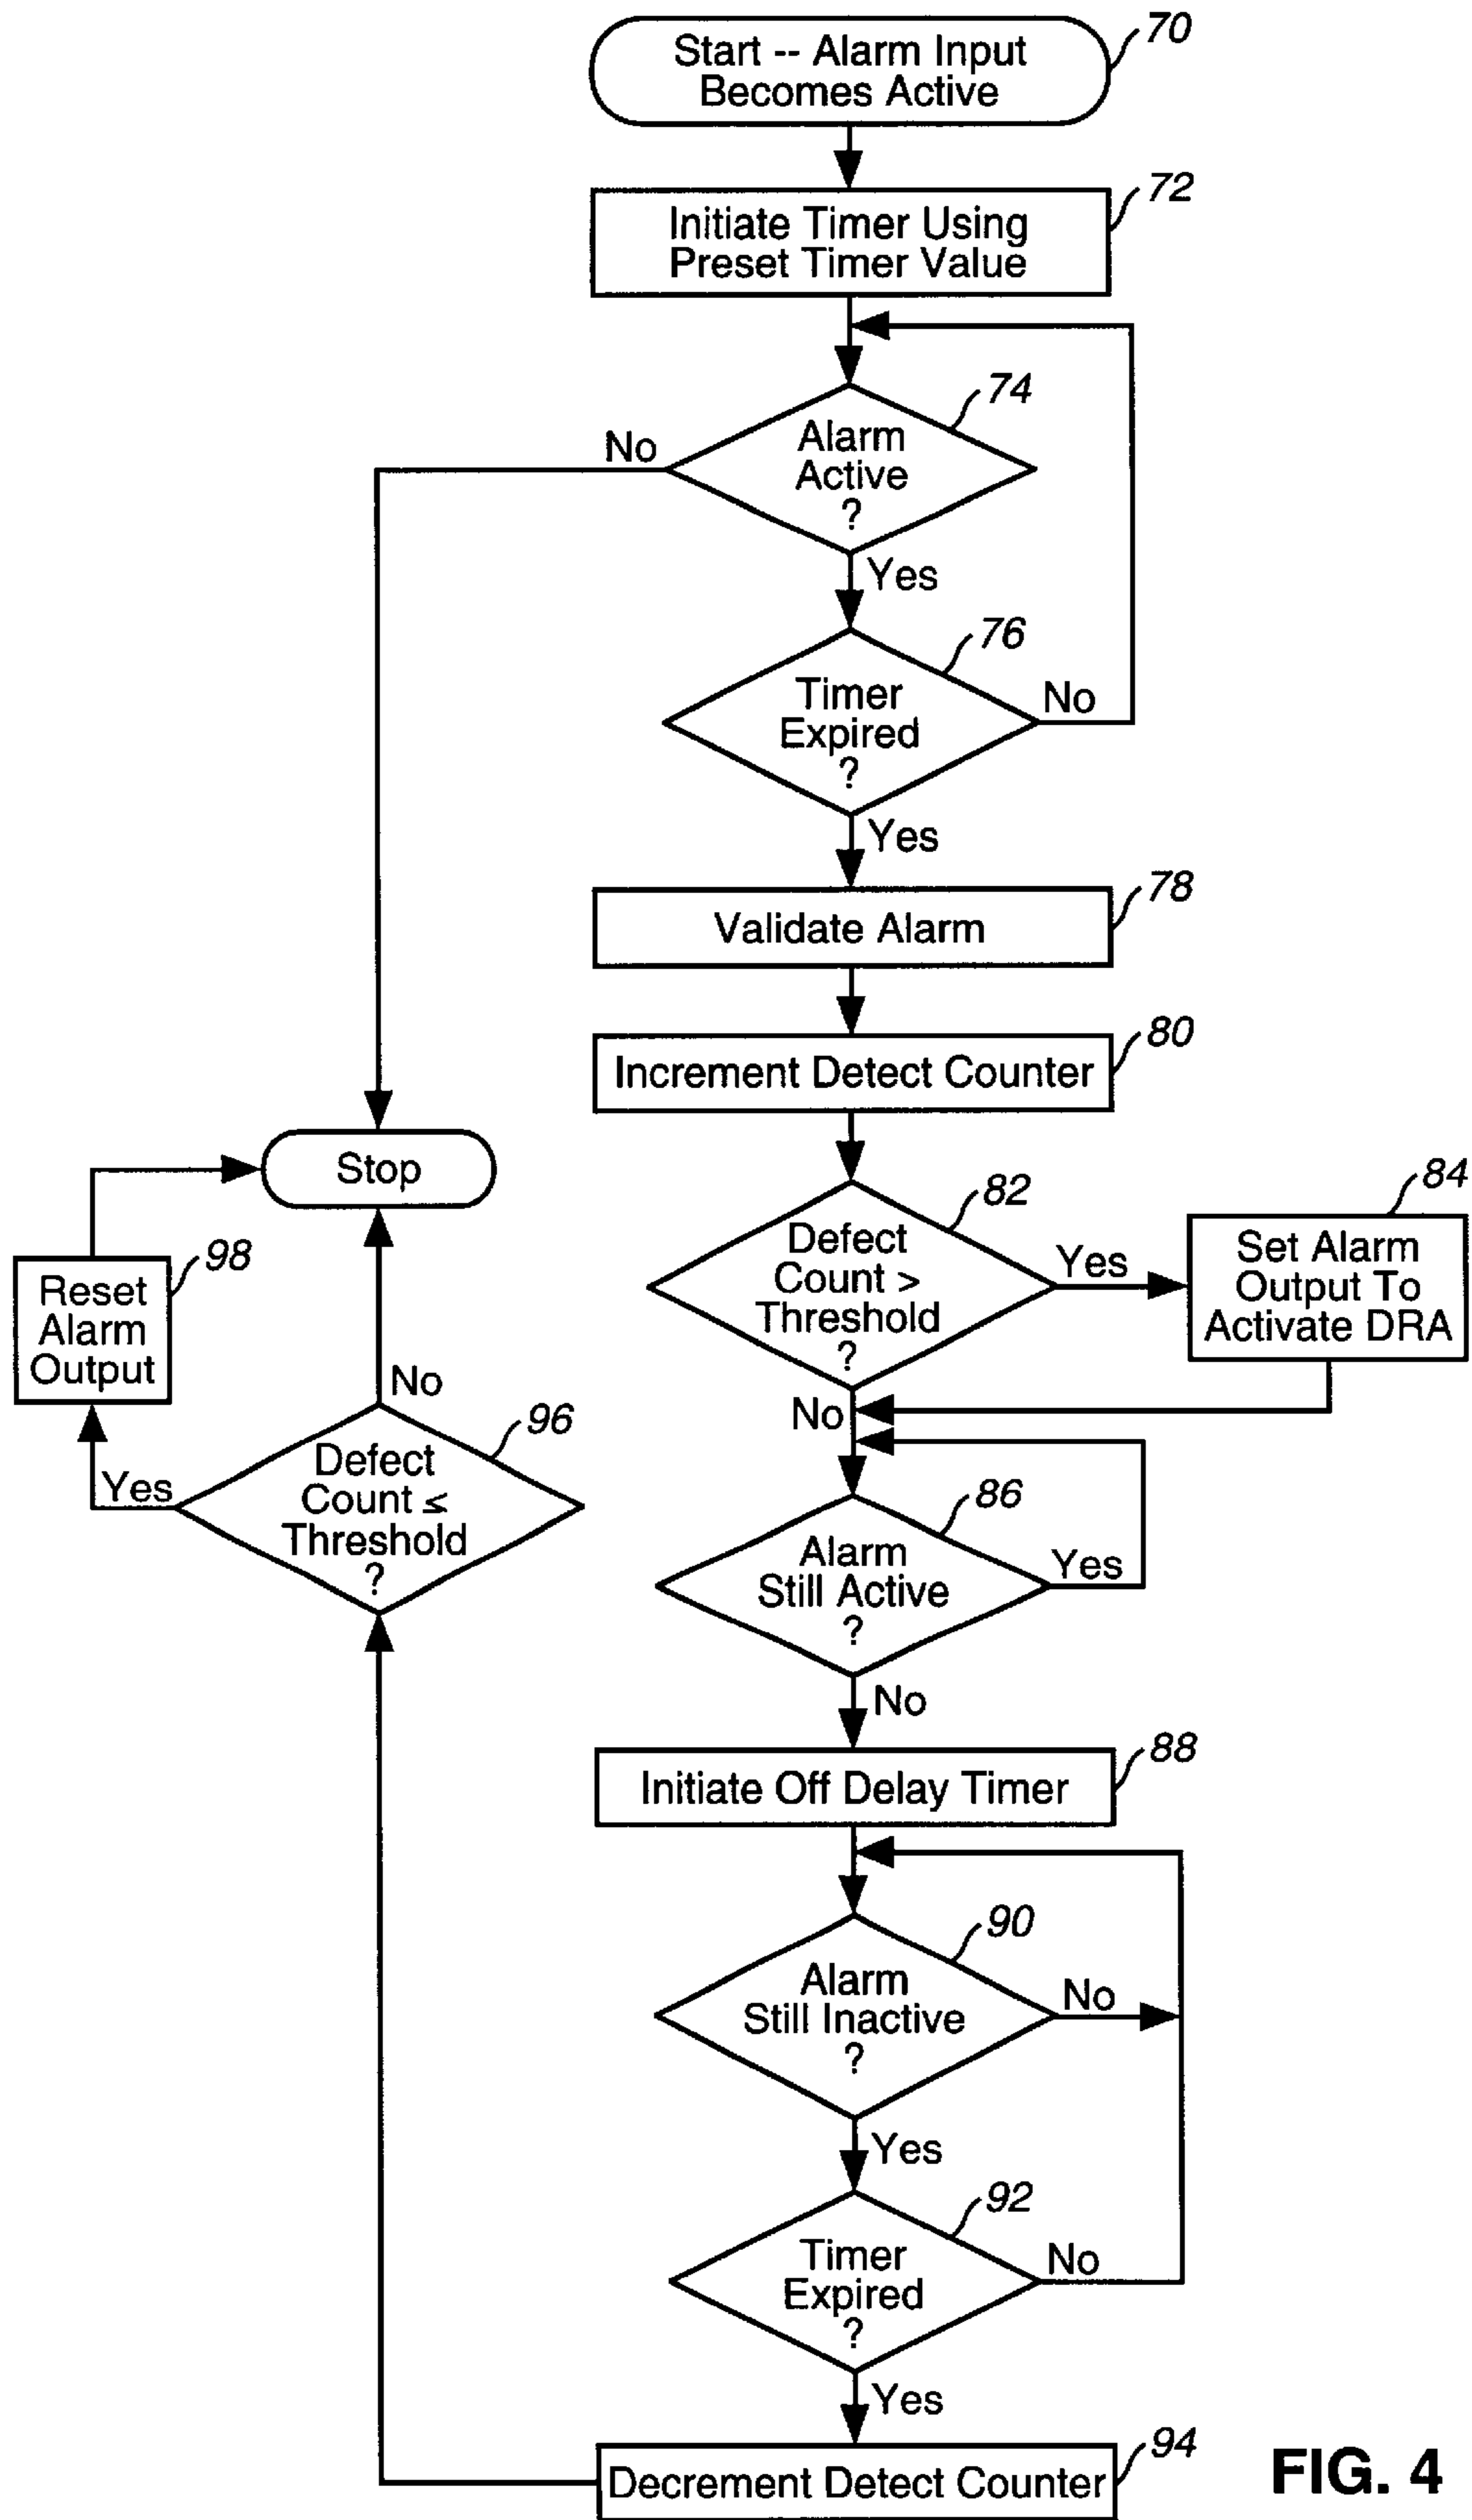 Start -- Alarm Input
Becomes Active
70
Initiate Timer Using
Preset Timer Value
72
74
Alarm
Active
?
No
Yes
76
Timer
Expired
?
No
Yes
78
Validate Alarm
80
Increment Detect Counter
Stop
82
Defect
Count >
Threshold
?
Yes
No
84
Set Alarm
Output To
Activate DRA
98
Reset
Alarm
Output
No
96
Defect
Count ≤
Threshold
?
Yes
86
Alarm
Still Active
?
Yes
No
88
Initiate Off Delay Timer
90
Alarm
Still Inactive
?
No
Yes
92
Timer
Expired
?
No
Yes
94
Decrement Detect Counter
FIG. 4